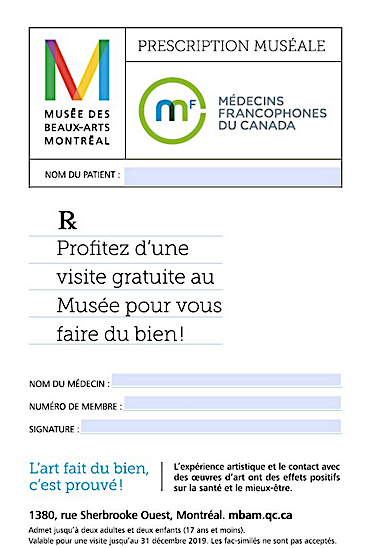 M
MUSÉE DES
BEAUX-ARTS
MONTRÉAL
PRESCRIPTION MUSÉALE
mF
MÉDECINS
FRANCOPHONES
DU CANADA
NOM DU PATIENT :
℞
Profitez d’une
visite gratuite au
Musée pour vous
faire du bien!
NOM DU MÉDECIN :
NUMÉRO DE MEMBRE :
SIGNATURE :
L’art fait du bien,
c’est prouvé!
L’expérience artistique et le contact avec
des œuvres d’art ont des effets positifs
sur la santé et le mieux-être.
1380, rue Sherbrooke Ouest, Montréal. mbam.qc.ca
Admet jusqu’à deux adultes et deux enfants (17 ans et moins).
Valable pour une visite jusqu’au 31 décembre 2019. Les fac-similés ne sont pas acceptés.